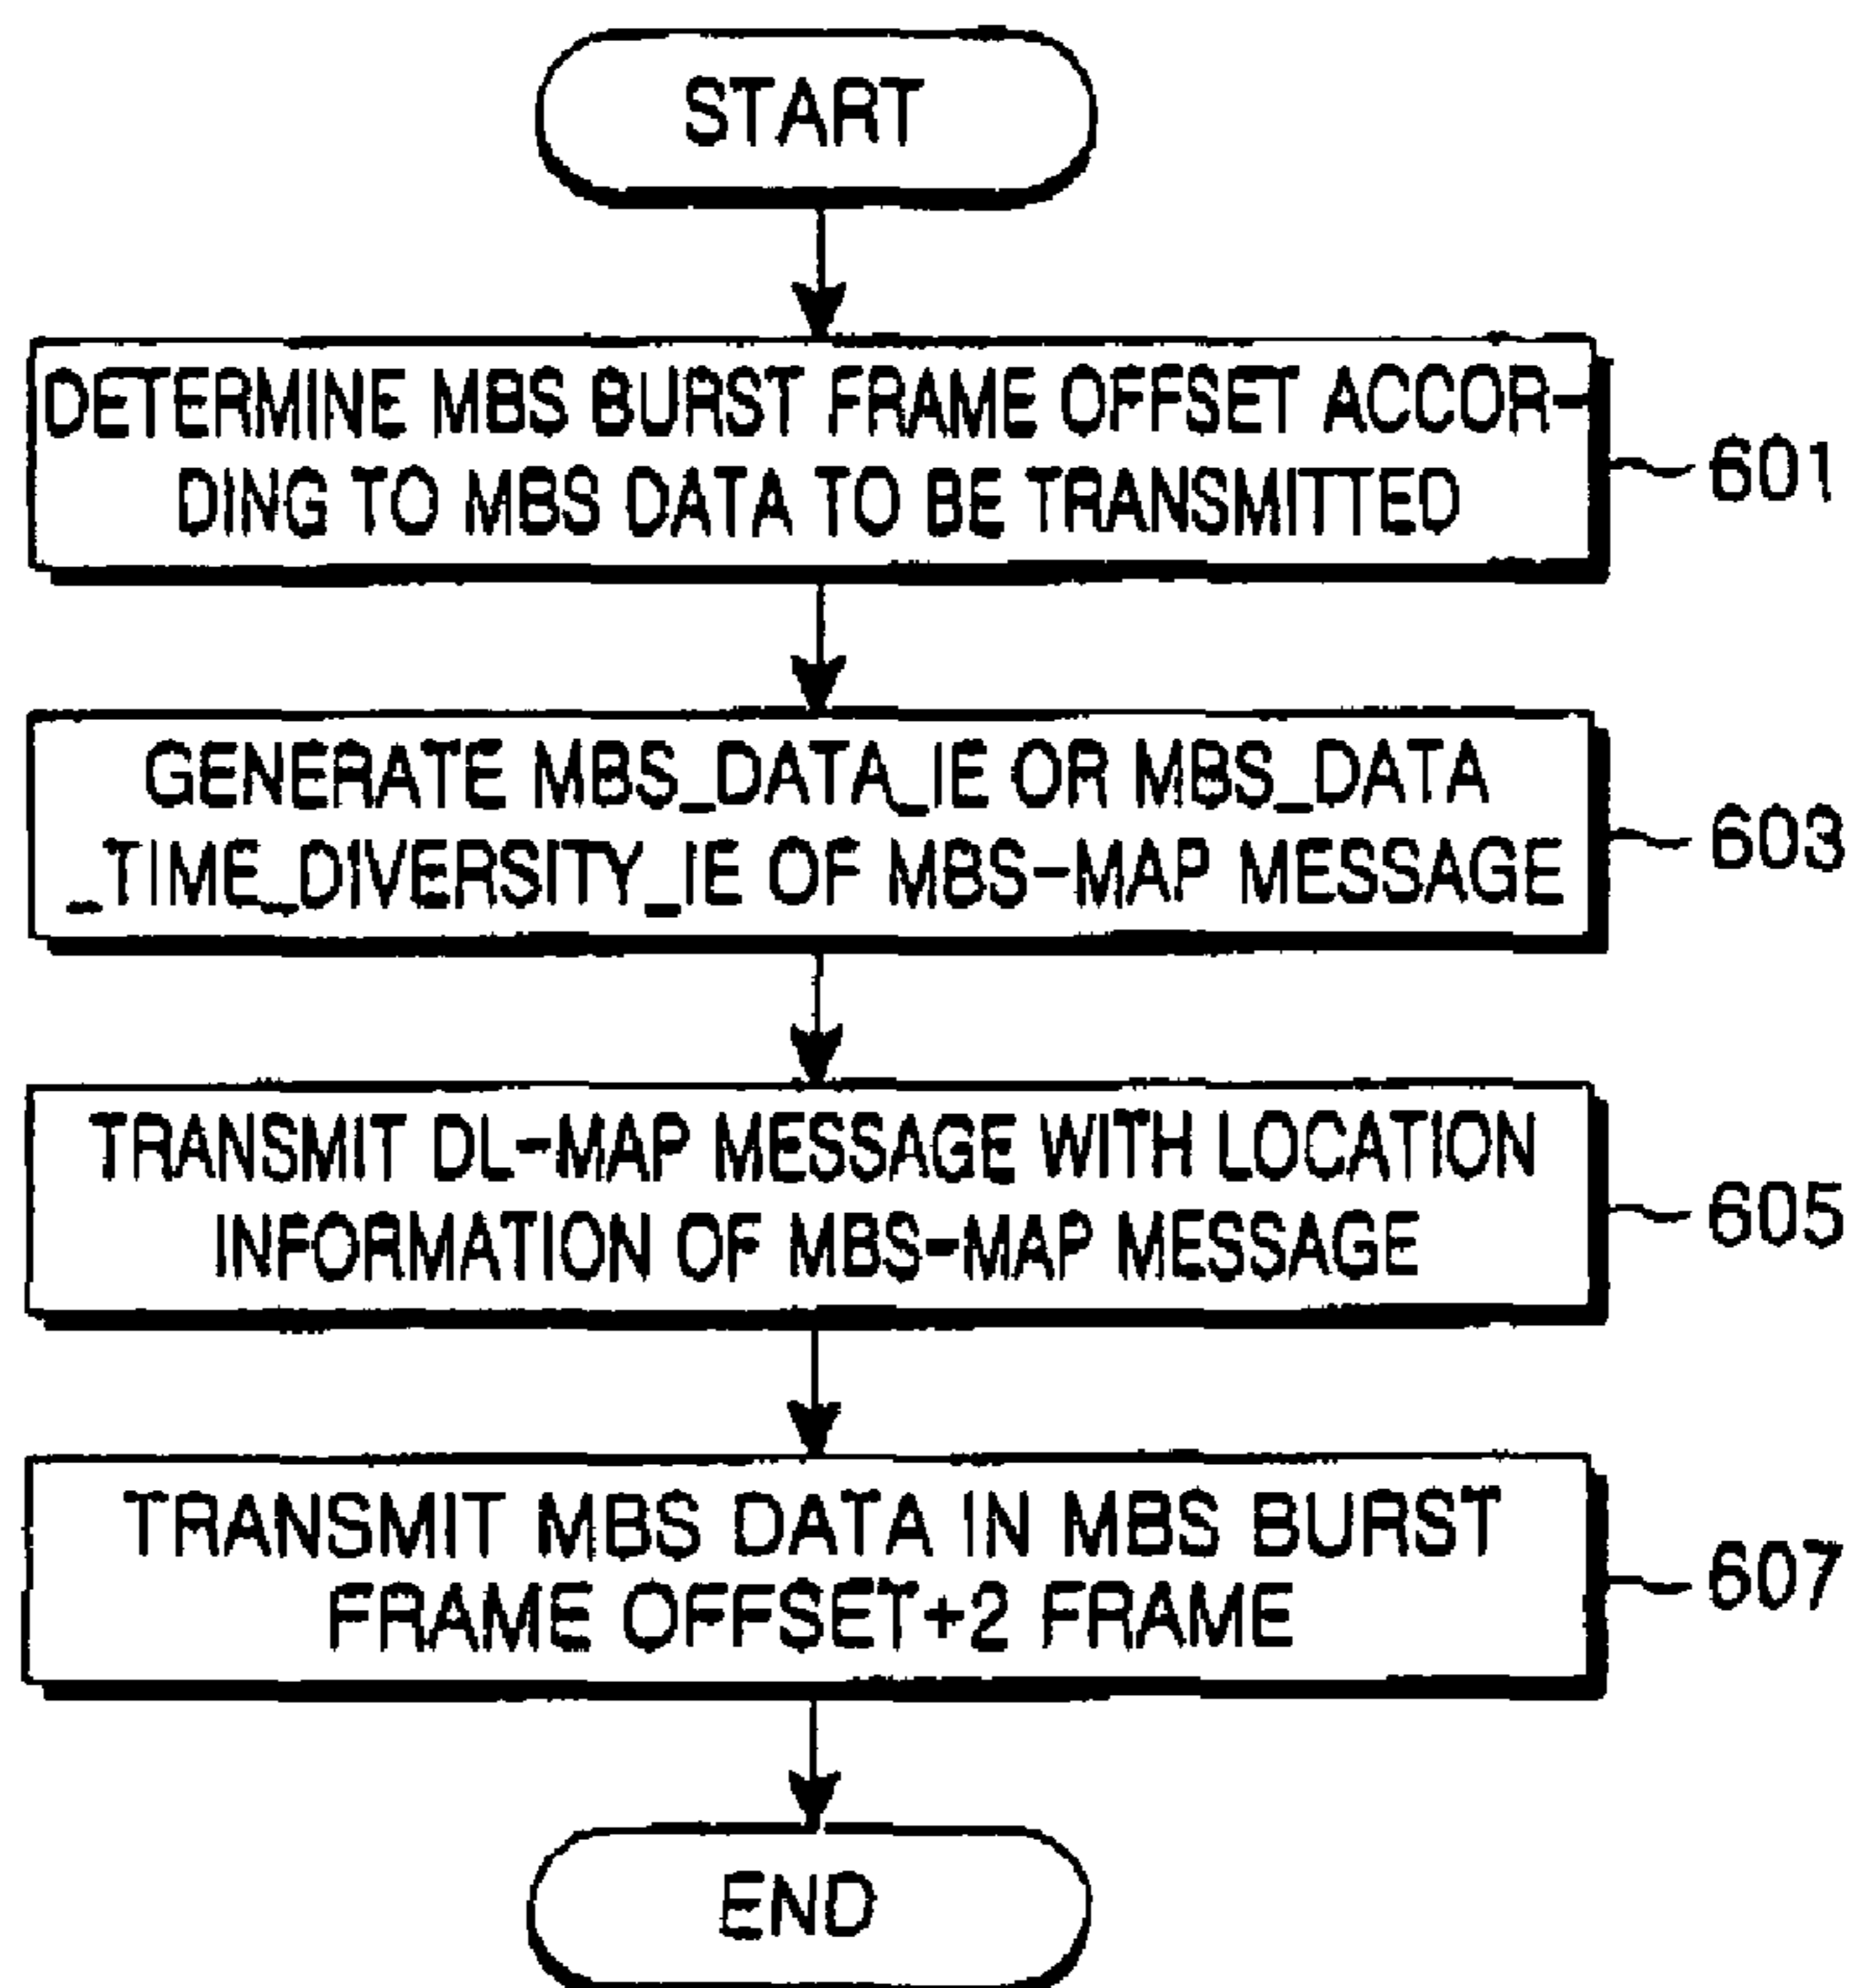 START
DETERMINE MBS BURST FRAME OFFSET ACCOR-
DING TO MBS DATA TO BE TRANSMITTED
601
GENERATE MBS_DATA_IE OR MBS_DATA
_TIME_DIVERSITY_IE OF MBS-MAP MESSAGE
603
TRANSMIT DL-MAP MESSAGE WITH LOCATION
INFORMATION OF MBS-MAP MESSAGE
605
TRANSMIT MBS DATA IN MBS BURST
FRAME OFFSET+2 FRAME
607
END